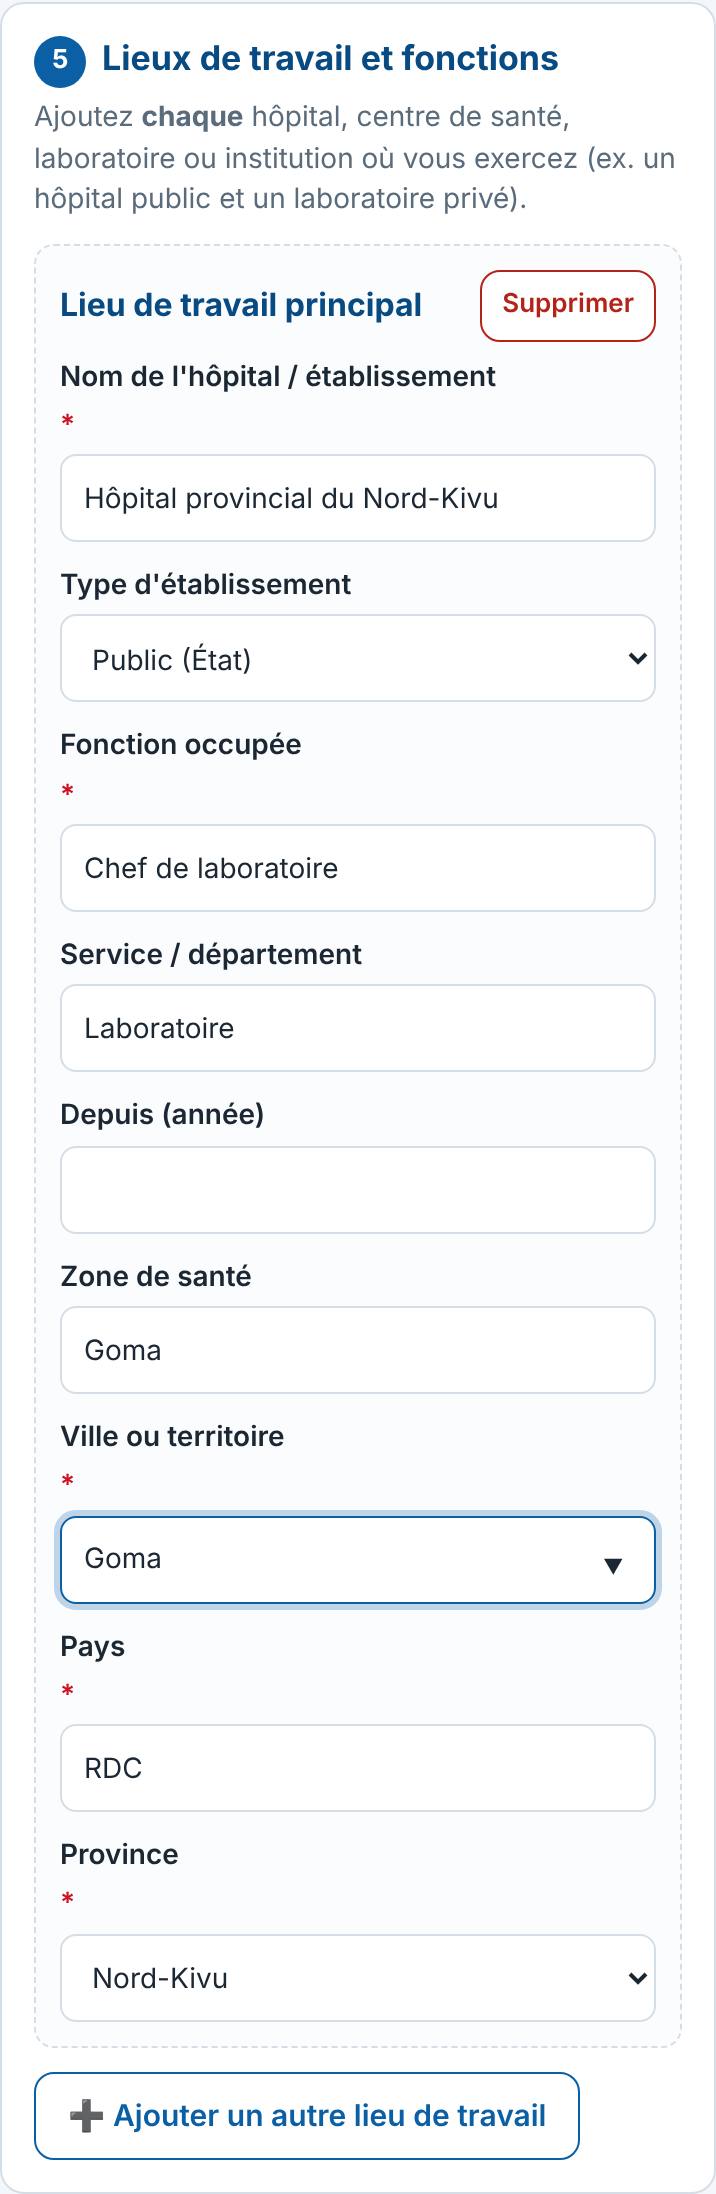 5 Lieux de travail et fonctions
Ajoutez chaque hôpital, centre de santé,
laboratoire ou institution où vous exercez (ex. un
hôpital public et un laboratoire privé).
Lieu de travail principal
Supprimer
Nom de l'hôpital / établissement
*
Hôpital provincial du Nord-Kivu
Type d'établissement
Public (État)
Fonction occupée
*
Chef de laboratoire
Service / département
Laboratoire
Depuis (année)
Zone de santé
Goma
Ville ou territoire
*
Goma
Pays
*
RDC
Province
*
Nord-Kivu
➕ Ajouter un autre lieu de travail